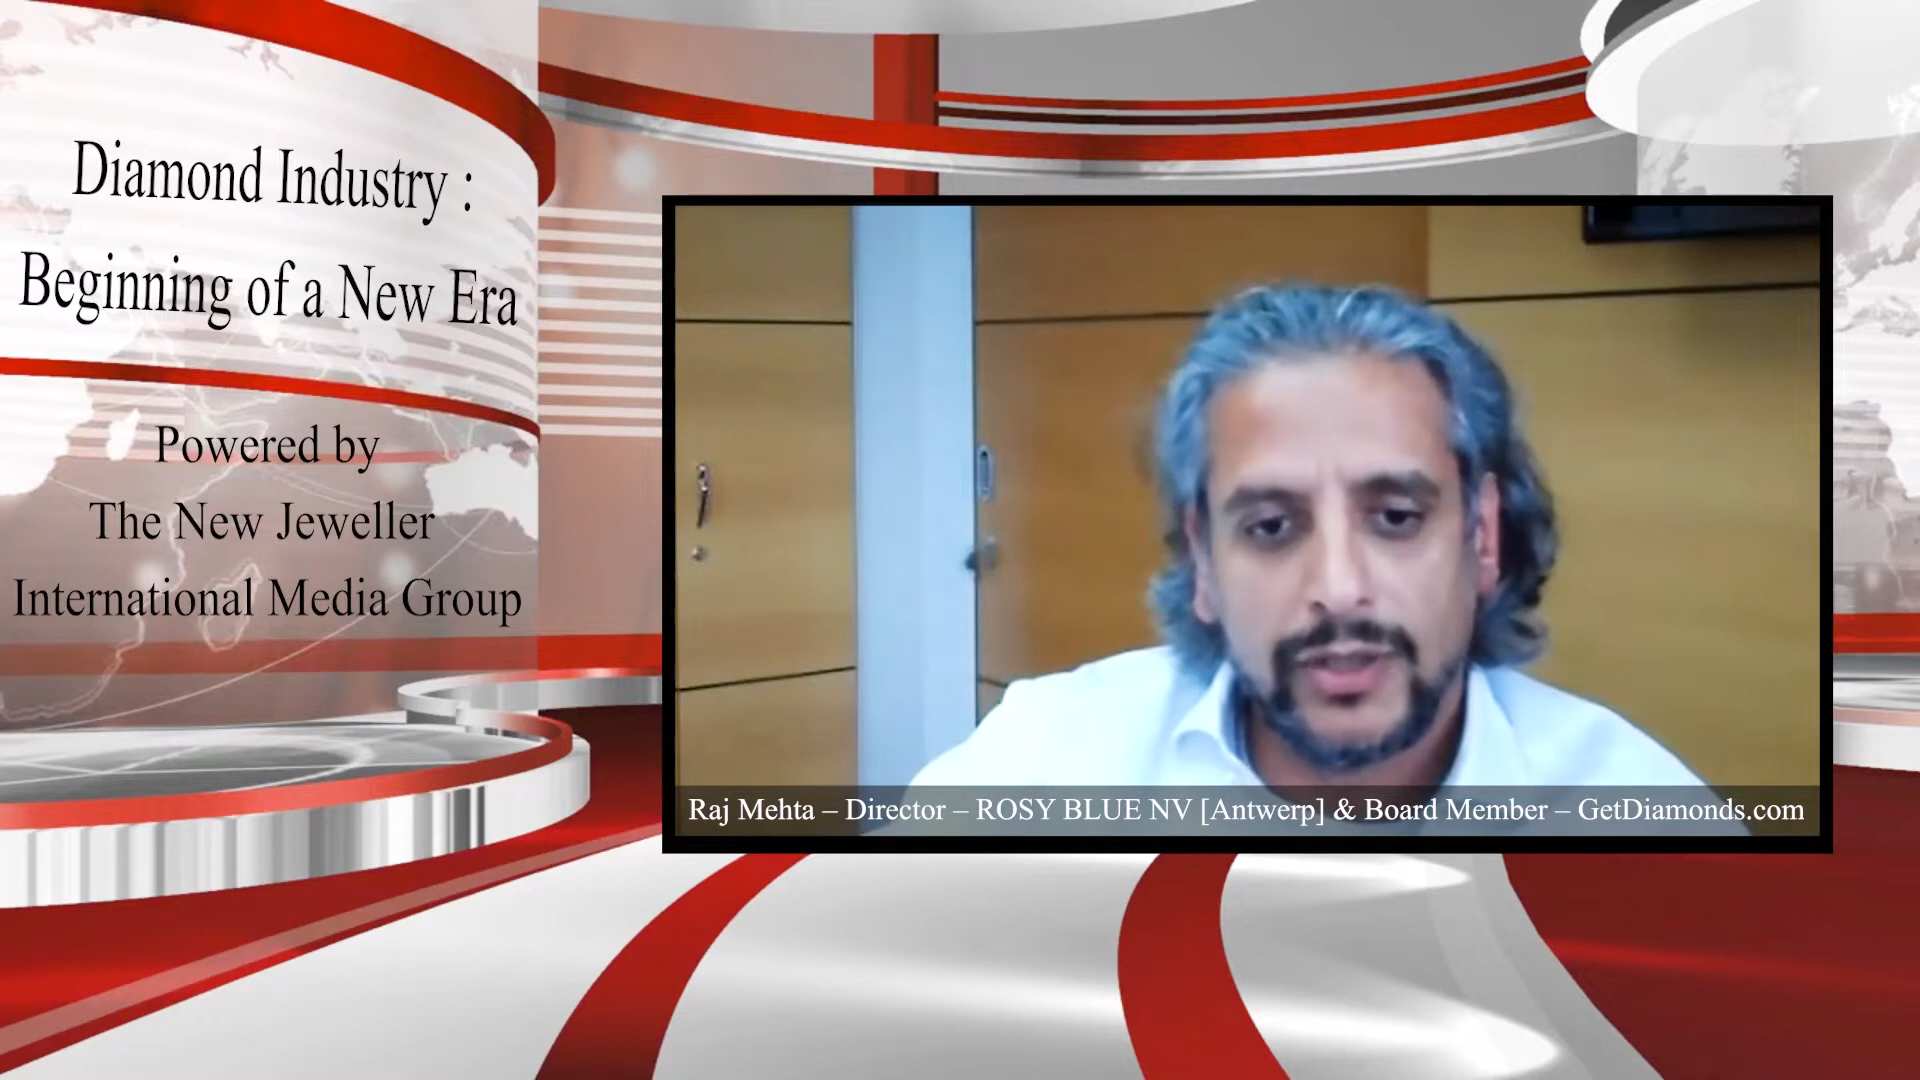 Diamond Industry :
Beginning of a New Era
Powered by
The New Jeweller
International Media Group
Raj Mehta – Director – ROSY BLUE NV [Antwerp] & Board Member – GetDiamonds.com